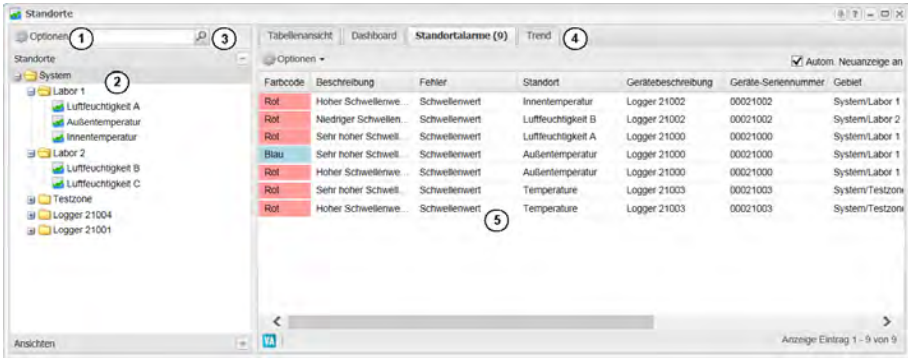 Standorte
Optionen 1 3
Standorte
System 2
Labor 1
Luftfeuchtigkeit A
Außentemperatur
Innentemperatur
Labor 2
Luftfeuchtigkeit B
Luftfeuchtigkeit C
Testzone
Logger 21004
Logger 21001
Ansichten
Tabellenansicht Dashboard Standortalarme (9) Trend 4
Optionen Autom. Neuanzeige an
Farbcode Beschreibung Fehler Standort Gerätebeschreibung Geräte-Seriennummer Gebiet
Rot Hoher Schwellenwe... Schwellenwert Innentemperatur Logger 21002 00021002 System/Labor 1
Rot Niedriger Schwellen... Schwellenwert Luftfeuchtigkeit B Logger 21002 00021002 System/Labor 2
Rot Sehr hoher Schwell... Schwellenwert Luftfeuchtigkeit A Logger 21000 00021000 System/Labor 1
Blau Sehr hoher Schwell... Schwellenwert Außentemperatur Logger 21000 00021000 System/Labor 1
Rot Hoher Schwellenwe... Schwellenwert Außentemperatur Logger 21000 00021000 System/Labor 1
Rot Sehr hoher Schwell... Schwellenwert Temperature Logger 21003 00021003 System/Testzone
Rot Hoher Schwellenwe... Schwellenwert Temperature Logger 21003 00021003 System/Testzone
5
VA Anzeige Eintrag 1 - 9 von 9